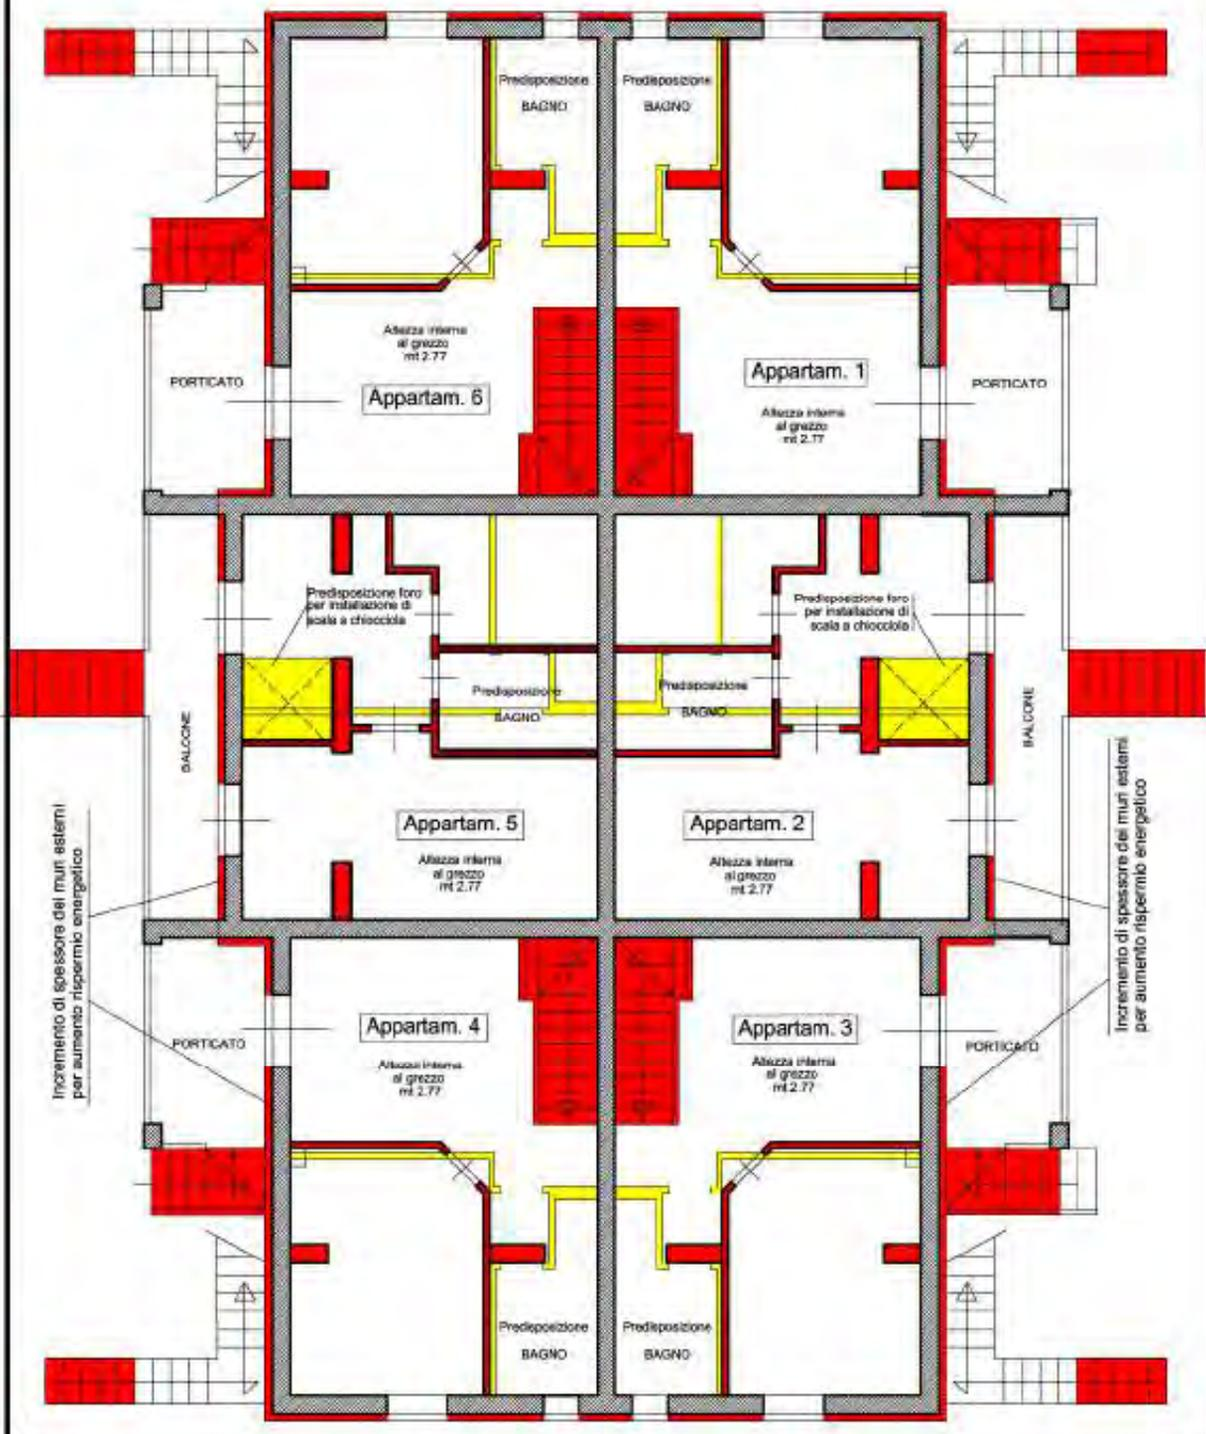 Predisposizione
BAGNO
Predisposizione
BAGNO
Altezza interna
al grezzo
mt 2.77
PORTICATO
Appartam. 6
Appartam. 1
PORTICATO
Altezza interna
al grezzo
mt 2.77
Predisposizione foro
per installazione di
scala a chiocciola
Predisposizione foro
per installazione di
scala a chiocciola
Predisposizione
BAGNO
Predisposizione
BAGNO
BALCONE
BALCONE
Appartam. 5
Altezza interna
al grezzo
mt 2.77
Appartam. 2
Altezza interna
al grezzo
mt 2.77
Incremento di spessore dei muri esterni
per aumento risparmio energetico
Incremento di spessore dei muri esterni
per aumento risparmio energetico
PORTICATO
Appartam. 4
Altezza interna
al grezzo
mt 2.77
Appartam. 3
Altezza interna
al grezzo
mt 2.77
PORTICATO
Predisposizione
BAGNO
Predisposizione
BAGNO